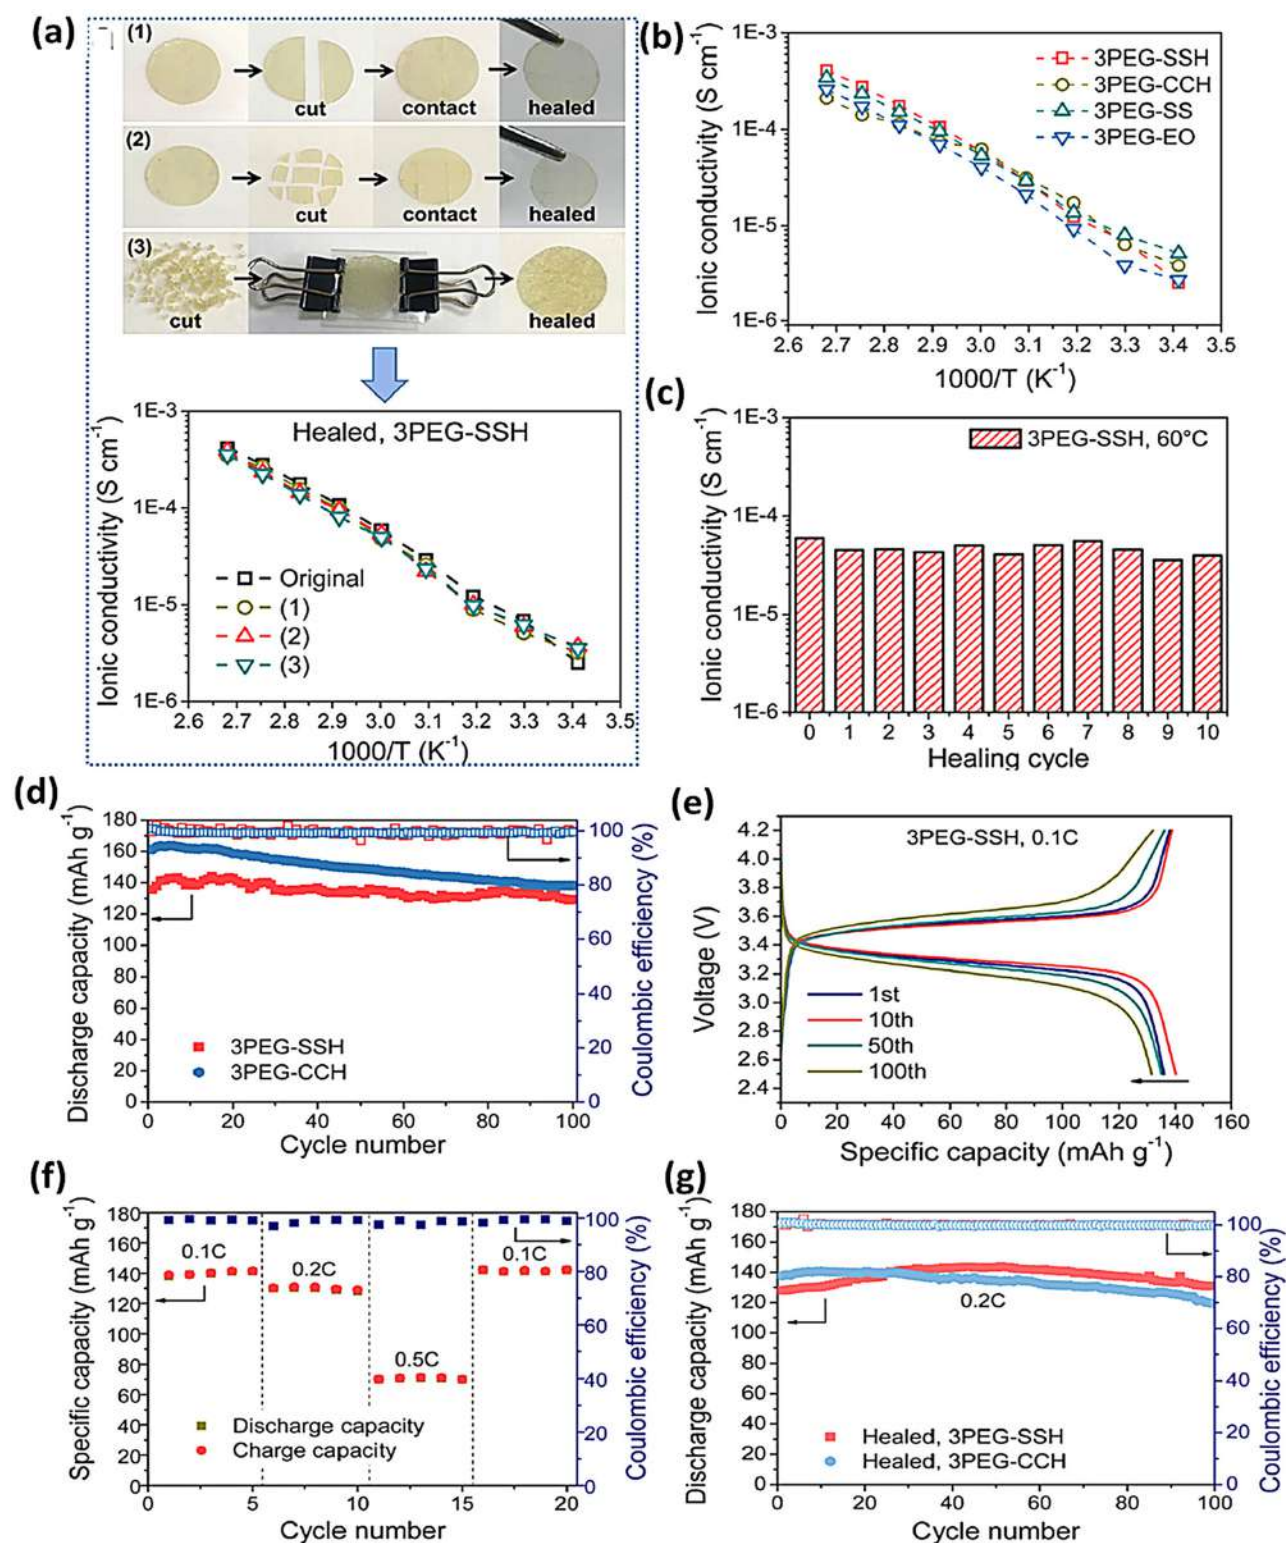 (a)
(1)
cut
contact
healed
(2)
cut
contact
healed
(3)
cut
healed
Healed, 3PEG-SSH
Ionic conductivity (S cm⁻¹)
1E-3
1E-4
1E-5
1E-6
Original
(1)
(2)
(3)
2.6 2.7 2.8 2.9 3.0 3.1 3.2 3.3 3.4 3.5
1000/T (K⁻¹)
(b)
Ionic conductivity (S cm⁻¹)
1E-3
1E-4
1E-5
1E-6
3PEG-SSH
3PEG-CCH
3PEG-SS
3PEG-EO
2.6 2.7 2.8 2.9 3.0 3.1 3.2 3.3 3.4 3.5
1000/T (K⁻¹)
(c)
Ionic conductivity (S cm⁻¹)
1E-3
1E-4
1E-5
1E-6
3PEG-SSH, 60°C
0 1 2 3 4 5 6 7 8 9 10
Healing cycle
(d)
Discharge capacity (mAh g⁻¹)
180
160
140
120
100
80
60
40
20
0
3PEG-SSH
3PEG-CCH
0 20 40 60 80 100
Cycle number
100
80
60
40
20
0
Coulombic efficiency (%)
(e)
3PEG-SSH, 0.1C
Voltage (V)
4.2
3.9
3.6
3.4
3.0
2.8
2.4
1st
10th
50th
100th
0 20 40 60 80 100 120 140 160
Specific capacity (mAh g⁻¹)
(f)
Specific capacity (mAh g⁻¹)
180
160
140
120
100
80
60
40
20
0
0.1C
0.2C
0.5C
0.1C
Discharge capacity
Charge capacity
0 5 10 15 20
Cycle number
100
80
60
40
20
0
Coulombic efficiency (%)
(g)
Discharge capacity (mAh g⁻¹)
180
160
140
120
100
80
60
40
20
0
0.2C
Healed, 3PEG-SSH
Healed, 3PEG-CCH
0 20 40 60 80 100
Cycle number
100
80
60
40
20
0
Coulombic efficiency (%)